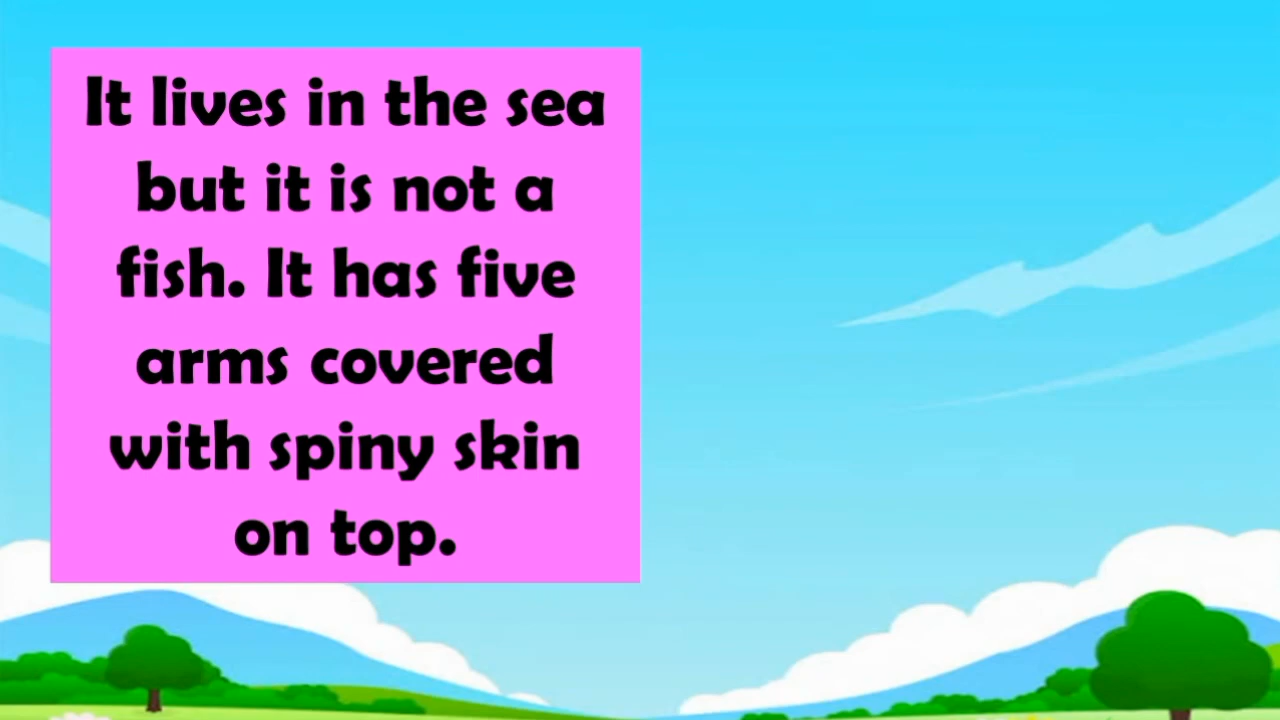 It lives in the sea
but it is not a
fish. It has five
arms covered
with spiny skin
on top.